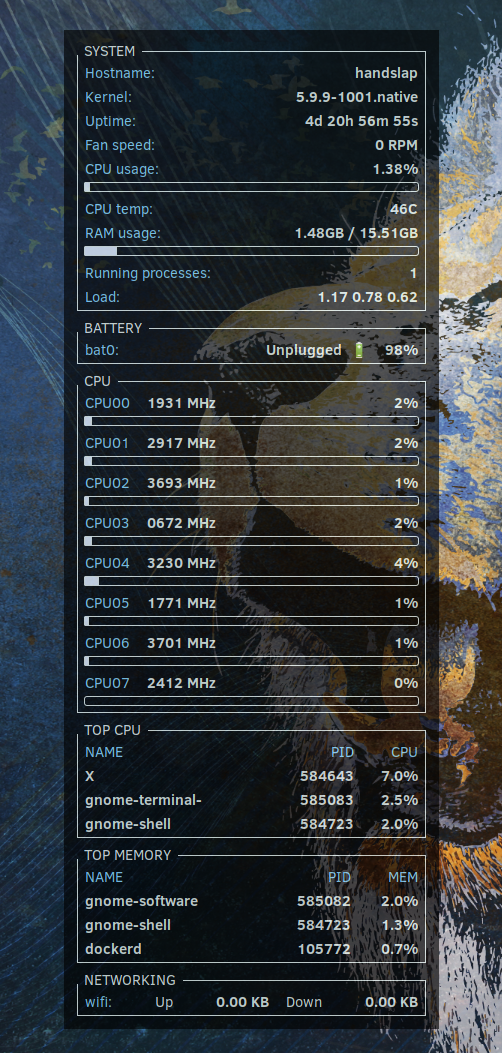 SYSTEM
Hostname: handslap
Kernel: 5.9.9-1001.native
Uptime: 4d 20h 56m 55s
Fan speed: 0 RPM
CPU usage: 1.38%
CPU temp: 46C
RAM usage: 1.48GB / 15.51GB
Running processes: 1
Load: 1.17 0.78 0.62
BATTERY
bat0: Unplugged 🔋 98%
CPU
CPU00 1931 MHz 2%
CPU01 2917 MHz 2%
CPU02 3693 MHz 1%
CPU03 0672 MHz 2%
CPU04 3230 MHz 4%
CPU05 1771 MHz 1%
CPU06 3701 MHz 1%
CPU07 2412 MHz 0%
TOP CPU
NAME PID CPU
X 584643 7.0%
gnome-terminal- 585083 2.5%
gnome-shell 584723 2.0%
TOP MEMORY
NAME PID MEM
gnome-software 585082 2.0%
gnome-shell 584723 1.3%
dockerd 105772 0.7%
NETWORKING
wifi: Up 0.00 KB Down 0.00 KB